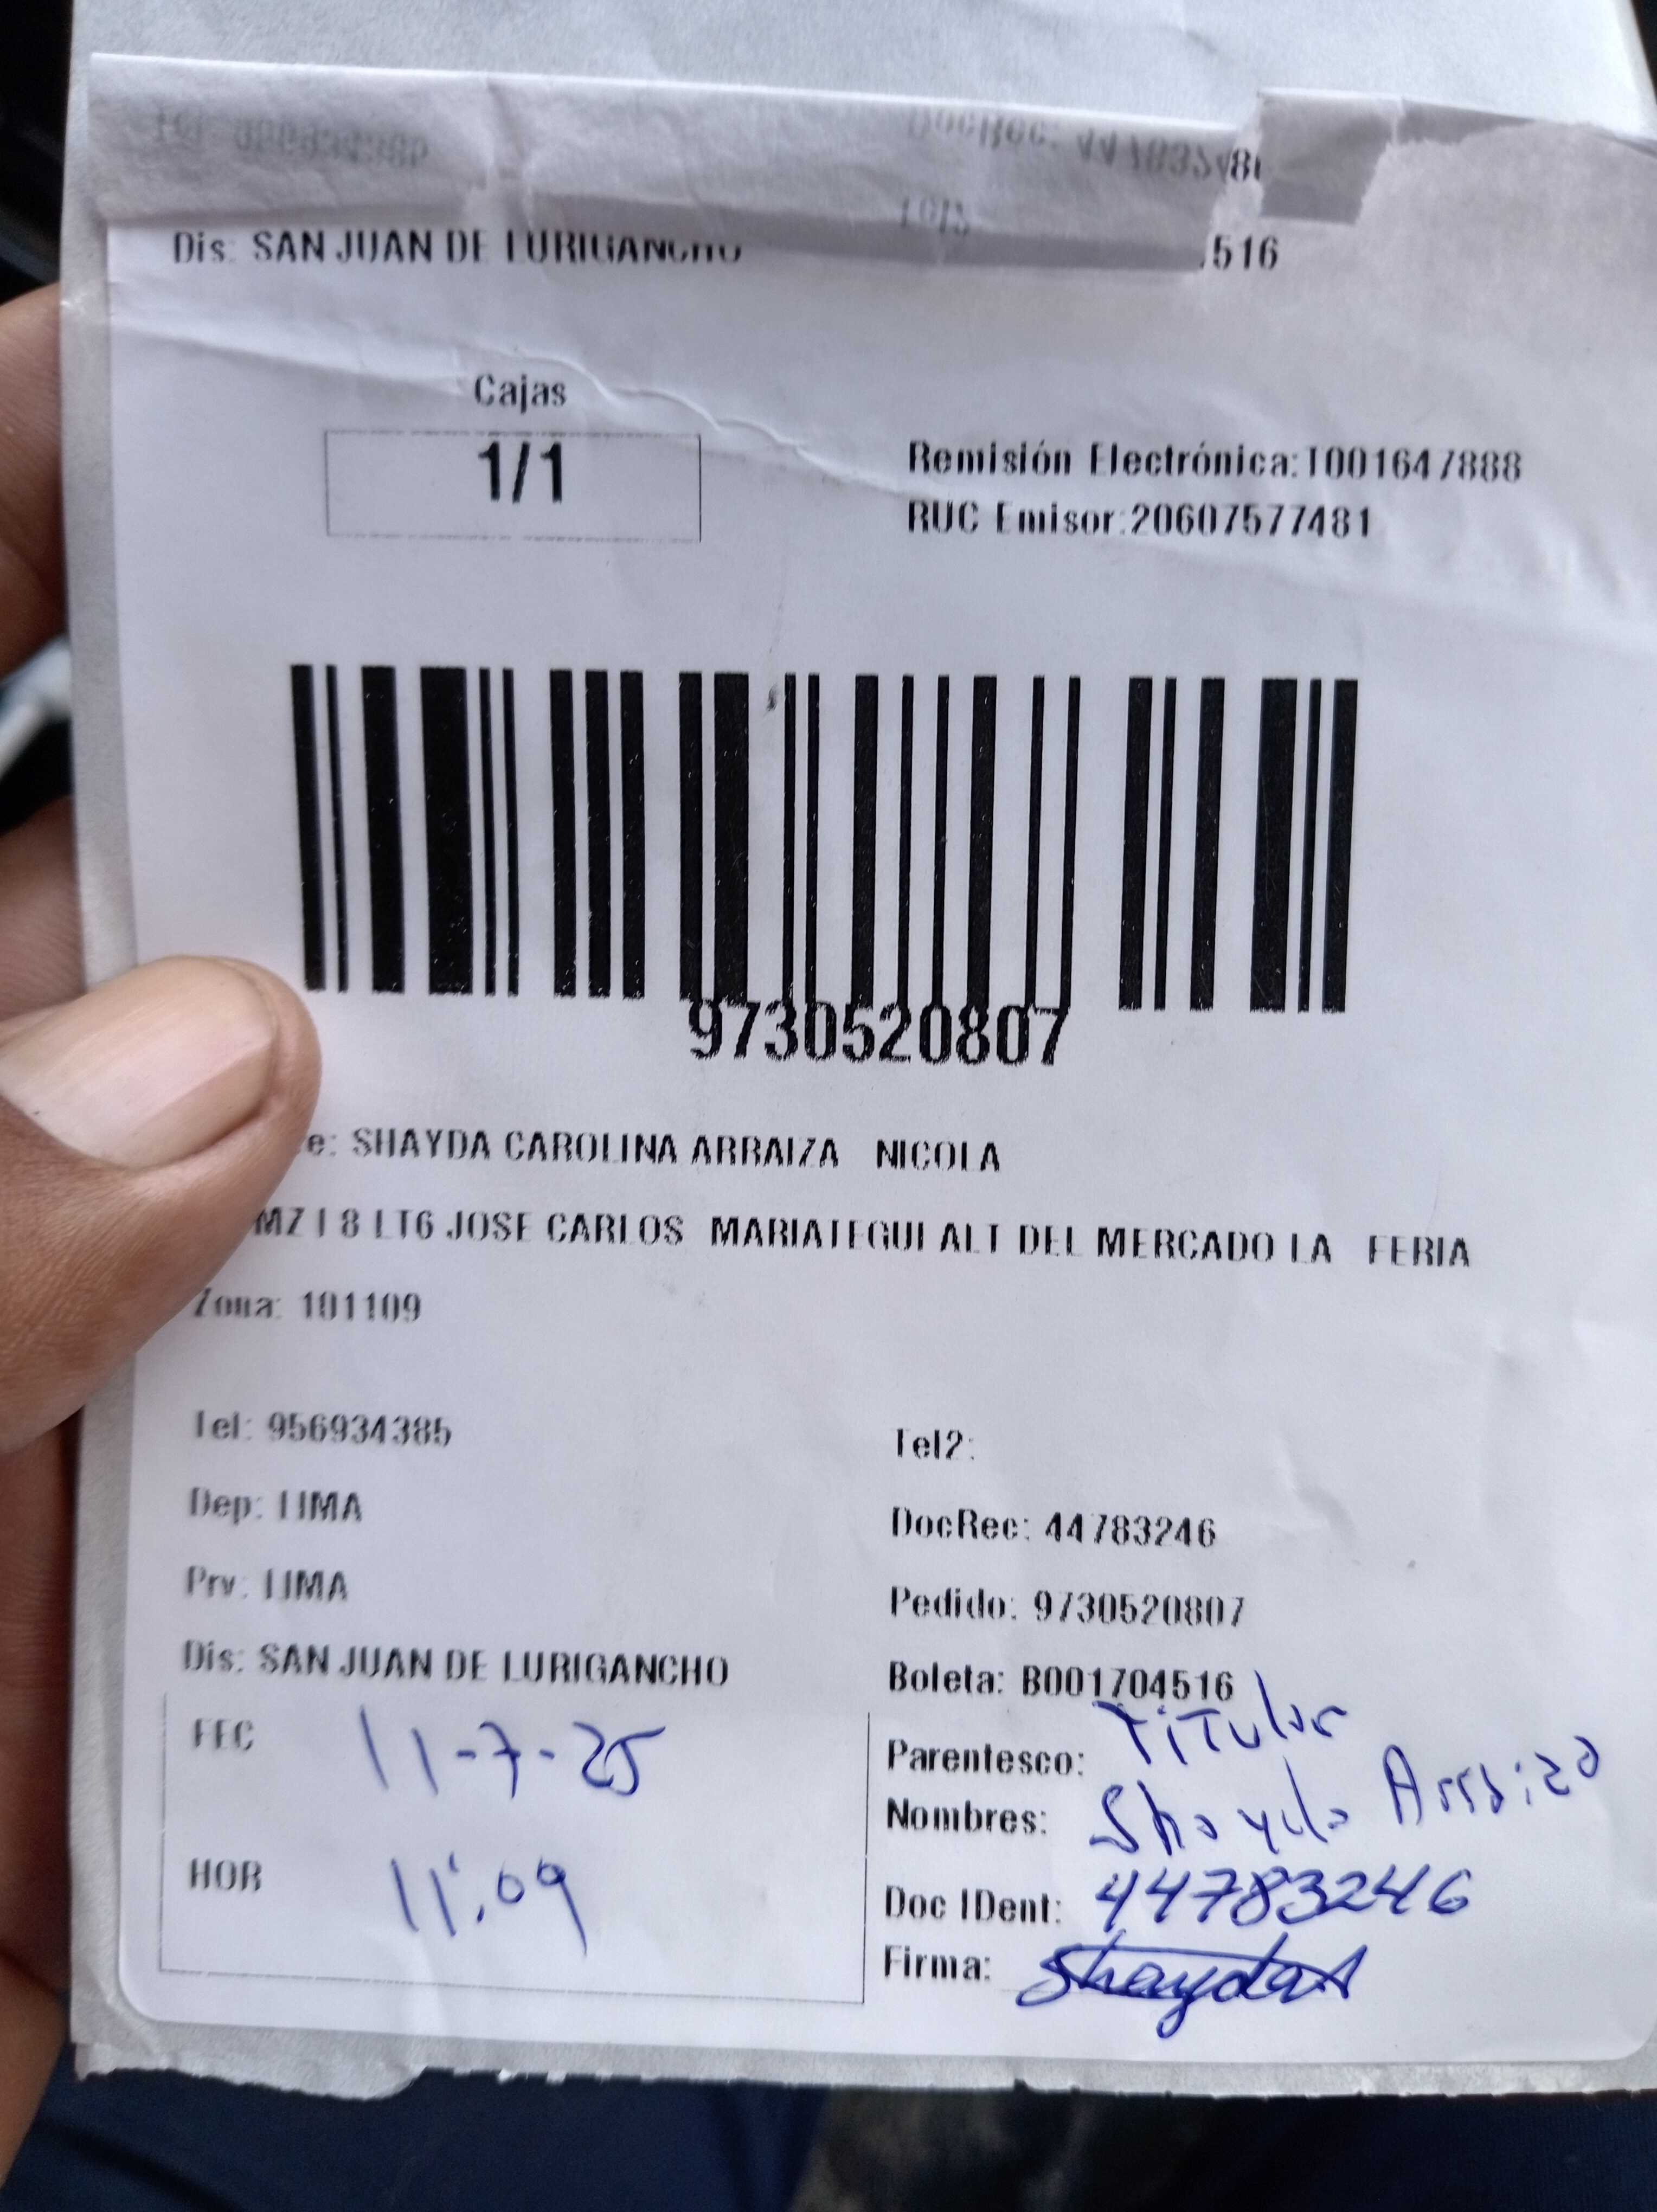 DocRec: 4478324
Dis: SAN JUAN DE LURIGANCHO
516
Cajas
1/1
Remisión Electrónica:T001647888
RUC Emisor:20607577481
9730520807
e: SHAYDA CAROLINA ARRAIZA NICOLA
MZ I 8 LT6 JOSE CARLOS MARIATEGUI ALT DEL MERCADO LA FERIA
Zona: 101109
Tel: 956934385
Tel2:
Dep: LIMA
DocRec: 44783246
Prv: LIMA
Pedido: 9730520807
Dis: SAN JUAN DE LURIGANCHO
Boleta: B001704516
FEC 11-7-25
Parentesco: Titular
Nombres: Shayda Arraiza
HOR 11:09
Doc IDent: 44783246
Firma: ShaydaA